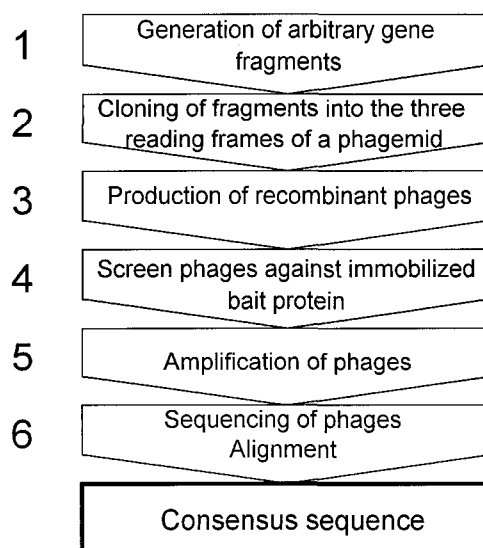 1
Generation of arbitrary gene
fragments
2
Cloning of fragments into the three
reading frames of a phagemid
3
Production of recombinant phages
4
Screen phages against immobilized
bait protein
5
Amplification of phages
6
Sequencing of phages
Alignment
Consensus sequence